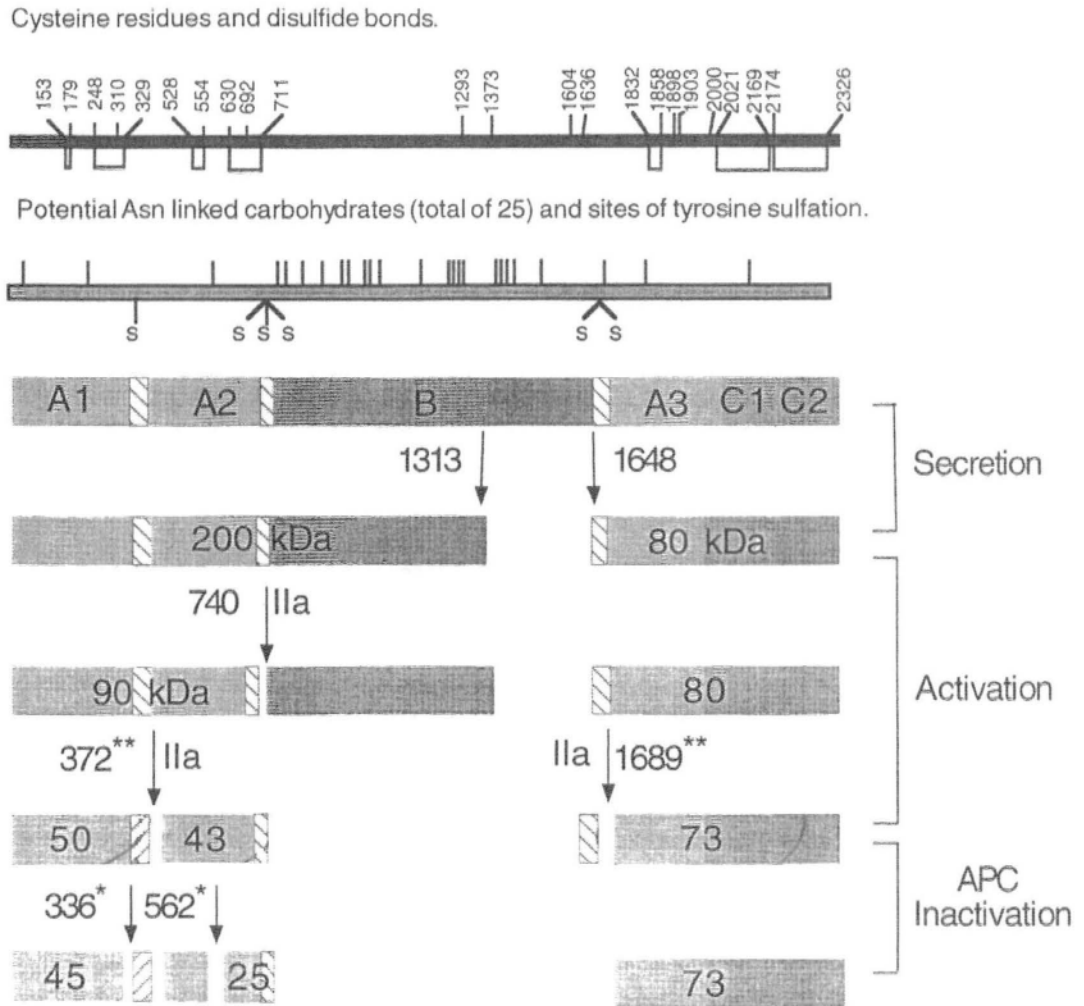 Cysteine residues and disulfide bonds.
153 179 248 310 329 528 554 630 692 711 1293 1373 1604 1636 1832 1858 1898 1903 2000 2021 2169 2174 2326
Potential Asn linked carbohydrates (total of 25) and sites of tyrosine sulfation.
S S S S S S
A1 A2 B A3 C1 C2
1313 1648
Secretion
200 kDa 80 kDa
740 IIa
90 kDa 80
Activation
372** IIa IIa 1689**
50 43 73
336* 562*
APC
Inactivation
45 25 73